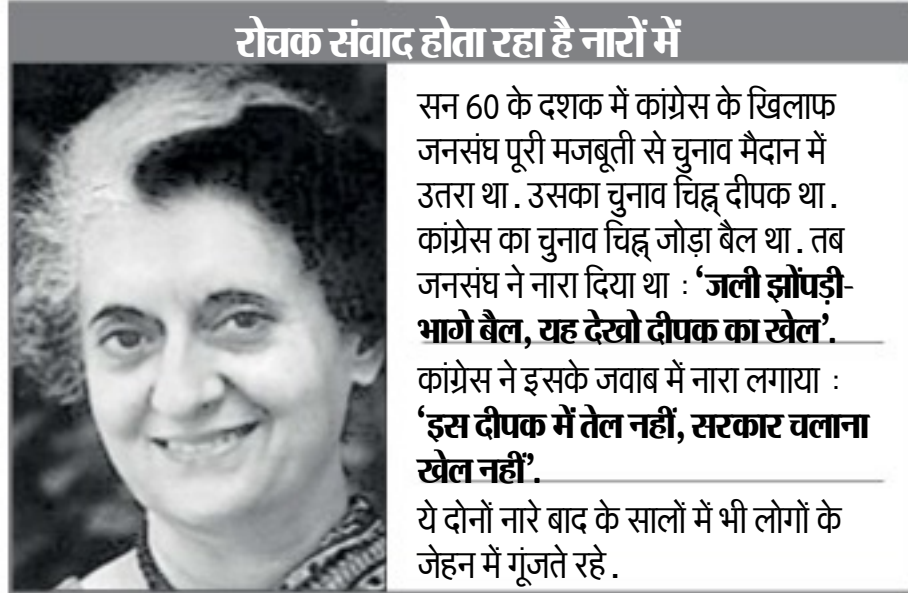 रोचक संवाद होता रहा है नारों में
सन 60 के दशक में कांग्रेस के खिलाफ
जनसंघ पूरी मजबूती से चुनाव मैदान में
उतरा था. उसका चुनाव चिह्न दीपक था.
कांग्रेस का चुनाव चिह्न जोड़ा बैल था. तब
जनसंघ ने नारा दिया था : ‘जली झोंपड़ी-
भागे बैल, यह देखो दीपक का खेल’.
कांग्रेस ने इसके जवाब में नारा लगाया :
‘इस दीपक में तेल नहीं, सरकार चलाना
खेल नहीं’.
ये दोनों नारे बाद के सालों में भी लोगों के
जेहन में गूंजते रहे.